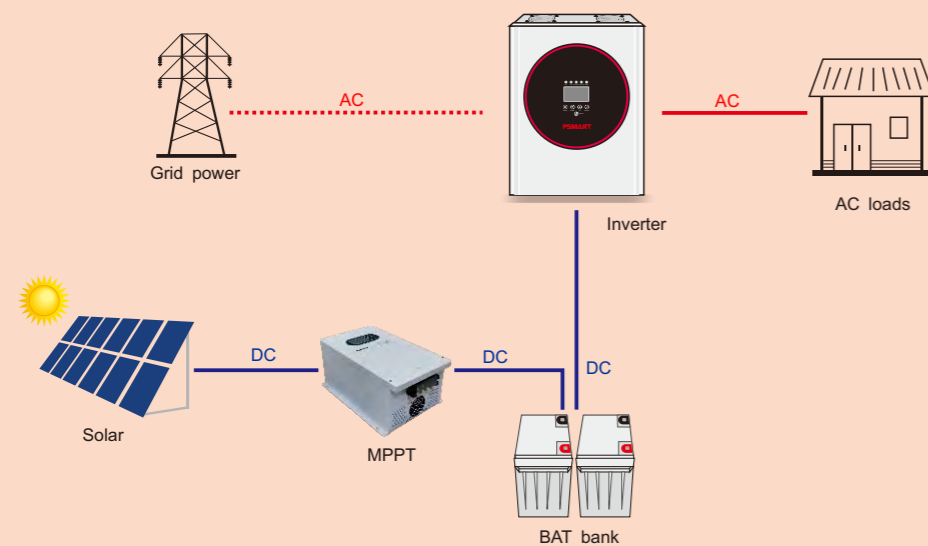 AC
AC
Grid power
AC loads
Inverter
DC
DC
DC
Solar
MPPT
BAT bank